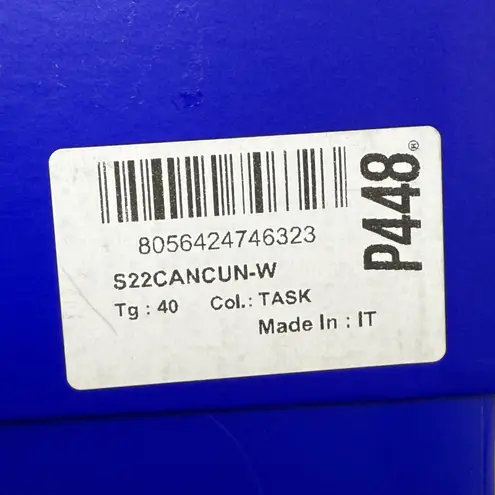 8056424746323
S22CANCUN-W
Tg : 40 Col.: TASK
Made In : IT
P448®